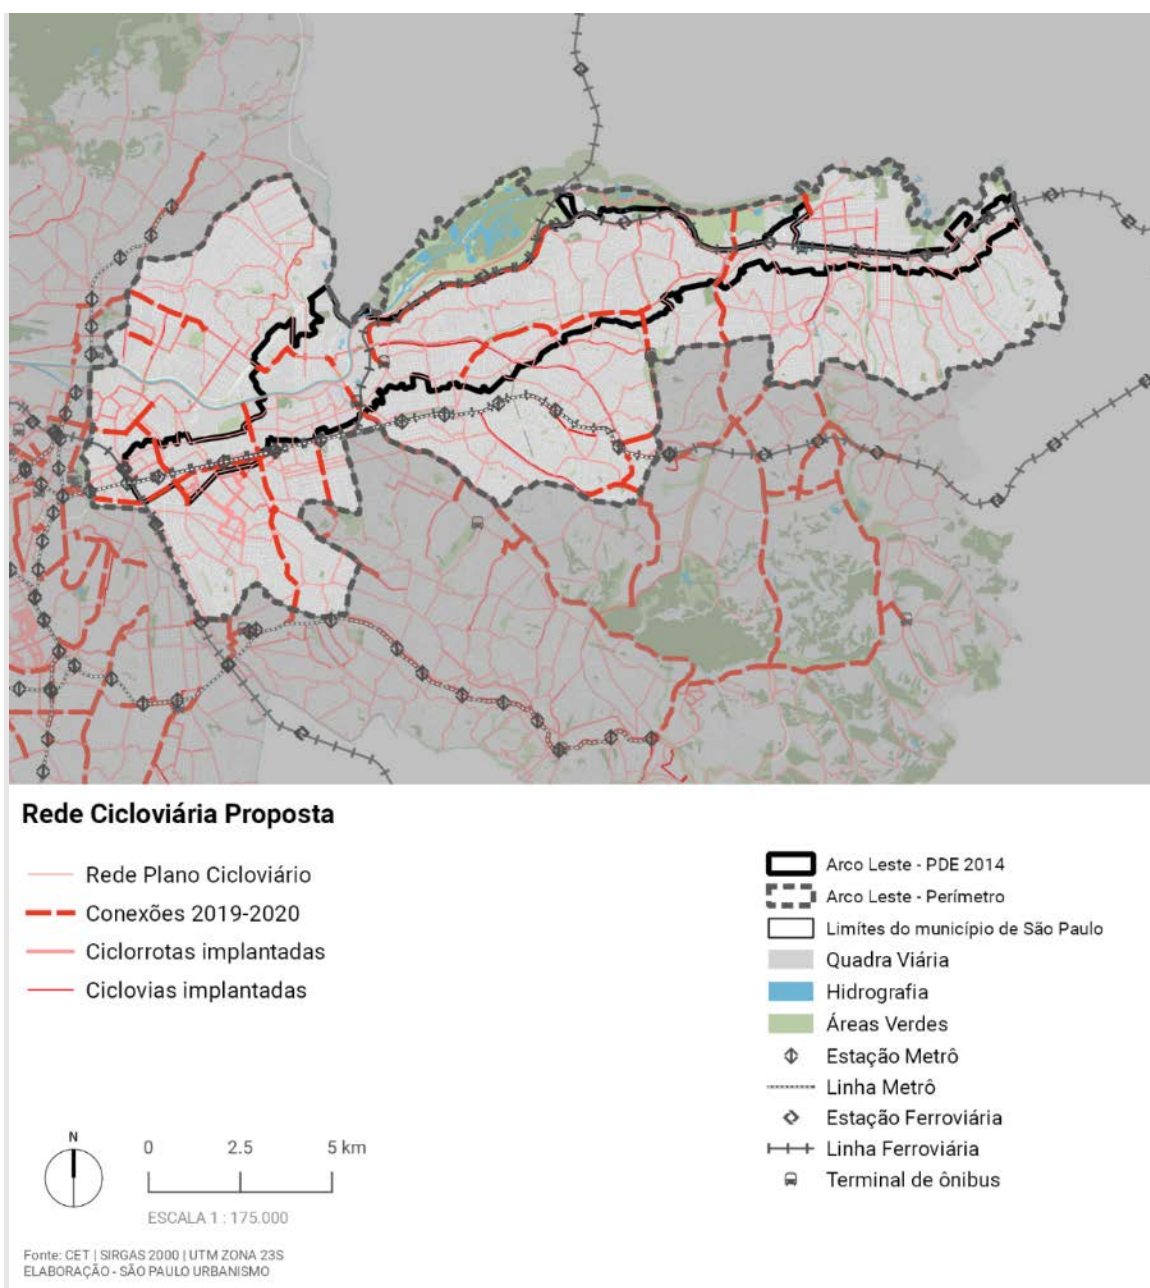 Rede Cicloviária Proposta
Rede Plano Cicloviário
Conexões 2019-2020
Ciclorrotas implantadas
Ciclovias implantadas
Arco Leste - PDE 2014
Arco Leste - Perímetro
Limítes do município de São Paulo
Quadra Viária
Hidrografia
Áreas Verdes
Estação Metrô
Linha Metrô
Estação Ferroviária
Linha Ferroviária
Terminal de ônibus
N
0 2.5 5 km
ESCALA 1 : 175.000
Fonte: CET | SIRGAS 2000 | UTM ZONA 23S
ELABORAÇÃO - SÃO PAULO URBANISMO